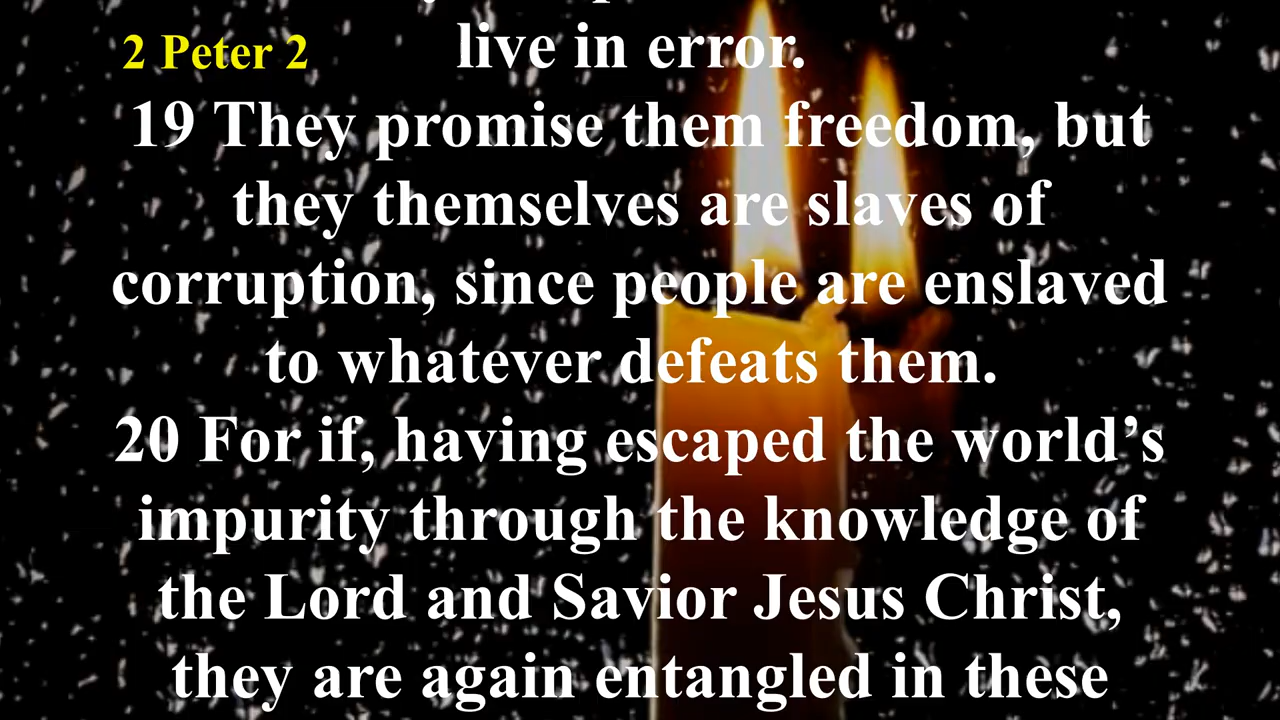 2 Peter 2
live in error.
19 They promise them freedom, but
they themselves are slaves of
corruption, since people are enslaved
to whatever defeats them.
20 For if, having escaped the world’s
impurity through the knowledge of
the Lord and Savior Jesus Christ,
they are again entangled in these